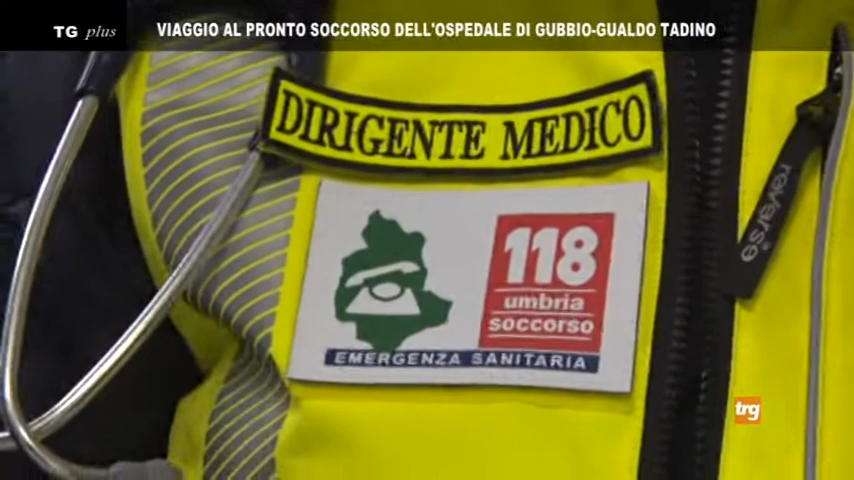 TG plus
VIAGGIO AL PRONTO SOCCORSO DELL'OSPEDALE DI GUBBIO-GUALDO TADINO
DIRIGENTE MEDICO
118
umbria
soccorso
EMERGENZA SANITARIA
reverse
trg